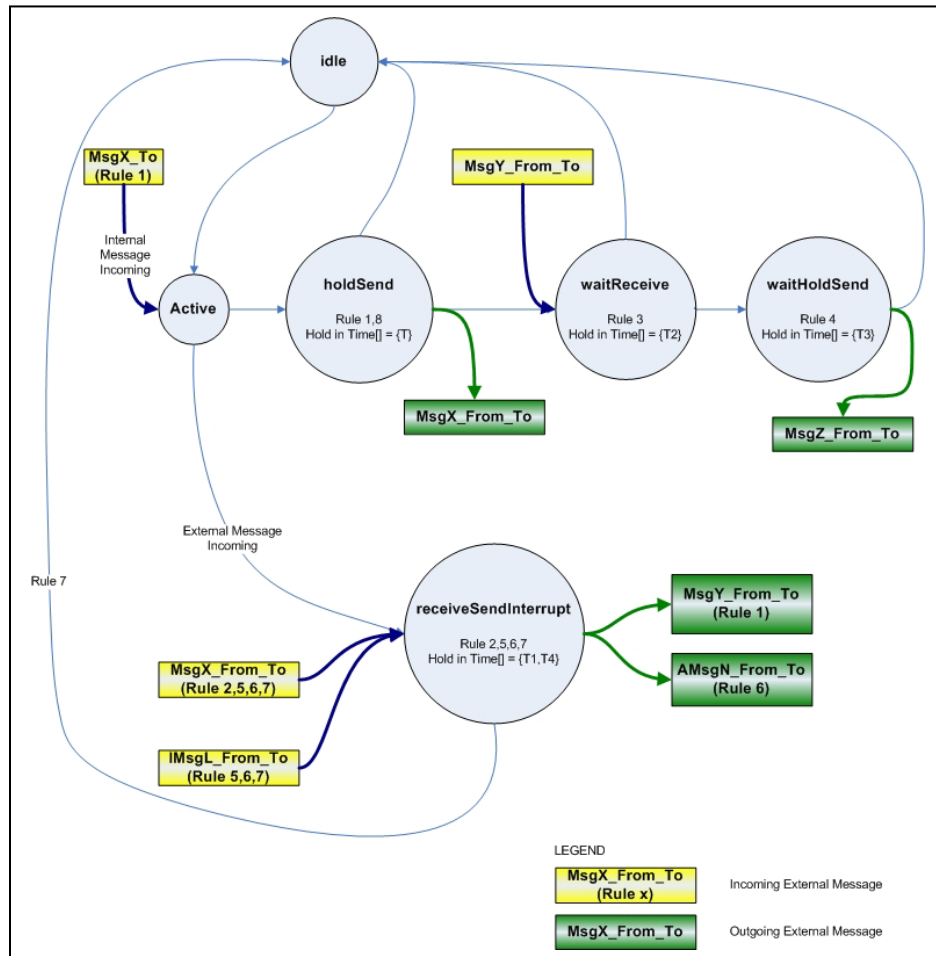 idle
MsgX_To
(Rule 1)
MsgY_From_To
Internal
Message
Incoming
Active
holdSend
Rule 1,8
Hold in Time[] = {T}
waitReceive
Rule 3
Hold in Time[] = {T2}
waitHoldSend
Rule 4
Hold in Time[] = {T3}
MsgX_From_To
MsgZ_From_To
External Message
Incoming
Rule 7
receiveSendInterrupt
Rule 2,5,6,7
Hold in Time[] = {T1,T4}
MsgY_From_To
(Rule 1)
AMsgN_From_To
(Rule 6)
MsgX_From_To
(Rule 2,5,6,7)
IMsgL_From_To
(Rule 5,6,7)
LEGEND
MsgX_From_To
(Rule x)
Incoming External Message
MsgX_From_To
Outgoing External Message